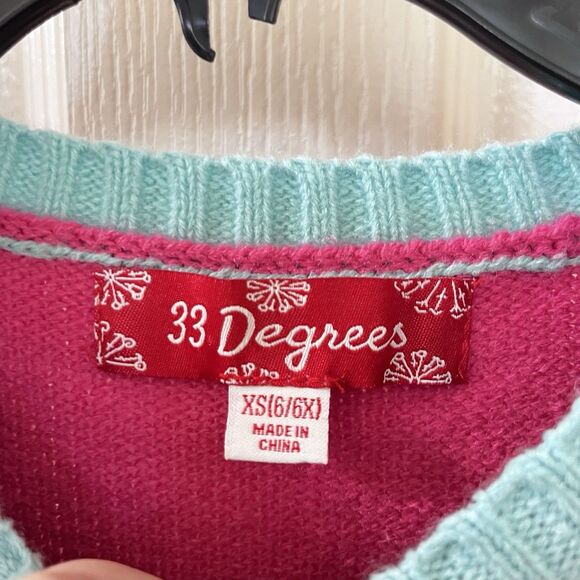 33 Degrees
XS(6/6X)
MADE IN
CHINA